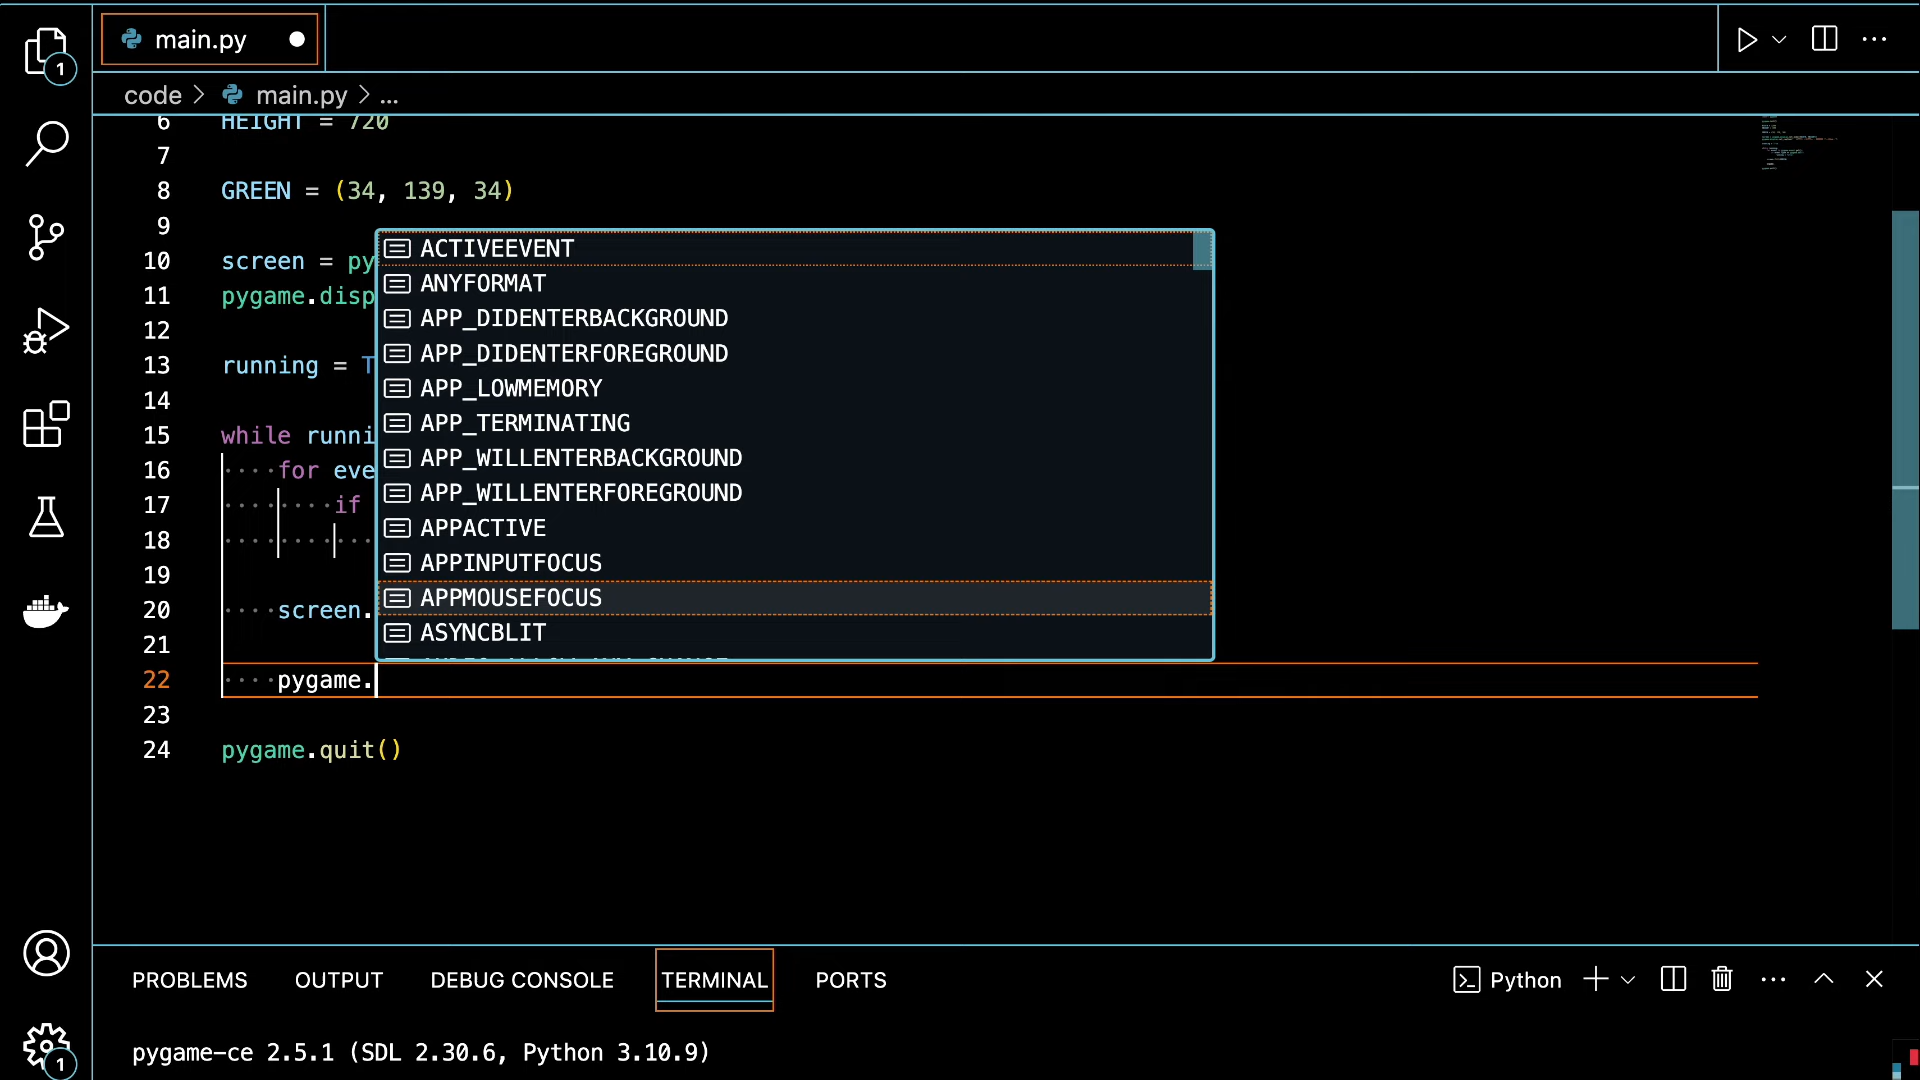 main.py
code > main.py > ...
6 HEIGHT = 720
7
8 GREEN = (34, 139, 34)
9
10 screen = py
11 pygame.disp
12
13 running = T
14
15 while runni
16 for eve
17 if
18
19
20 screen.
21
22 pygame.
23
24 pygame.quit()
ACTIVEEVENT
ANYFORMAT
APP_DIDENTERBACKGROUND
APP_DIDENTERFOREGROUND
APP_LOWMEMORY
APP_TERMINATING
APP_WILLENTERBACKGROUND
APP_WILLENTERFOREGROUND
APPACTIVE
APPINPUTFOCUS
APPMOUSEFOCUS
ASYNCBLIT
PROBLEMS OUTPUT DEBUG CONSOLE TERMINAL PORTS
Python
pygame-ce 2.5.1 (SDL 2.30.6, Python 3.10.9)
1
1